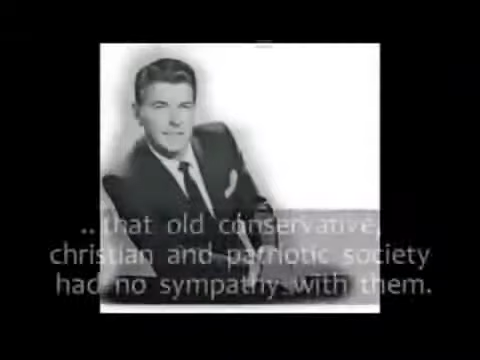 ..that old conservative,
christian and patriotic society
had no sympathy with them.